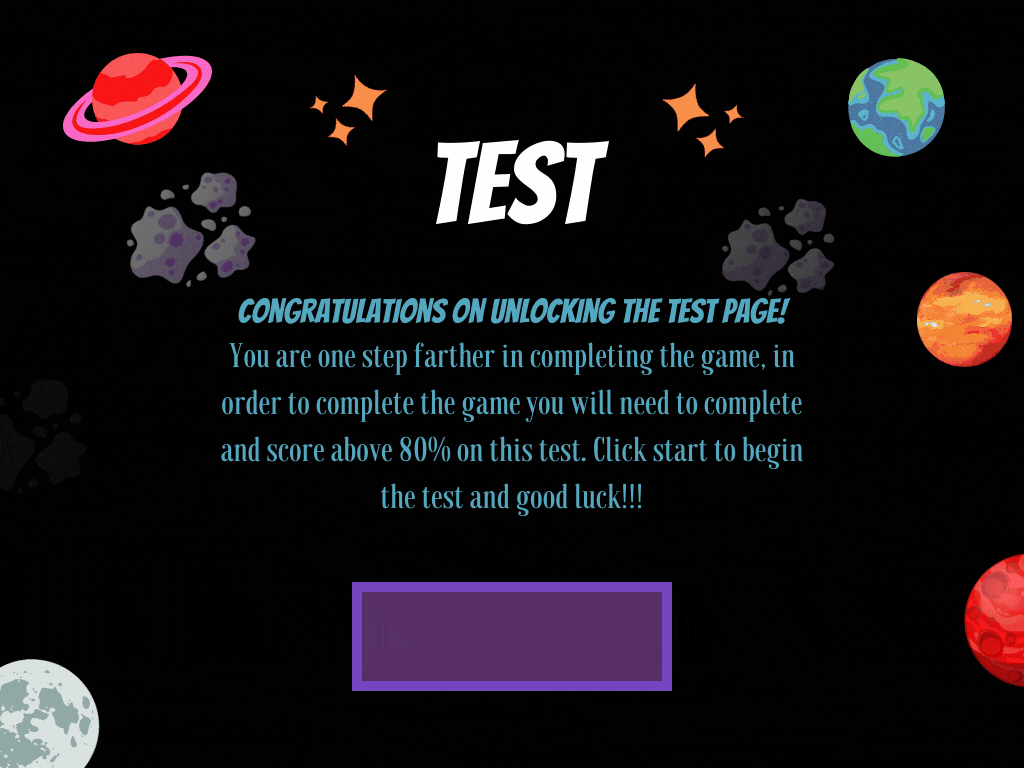 TEST
CONGRATULATIONS ON UNLOCKING THE TEST PAGE!
You are one step farther in completing the game, in
order to complete the game you will need to complete
and score above 80% on this test. Click start to begin
the test and good luck!!!